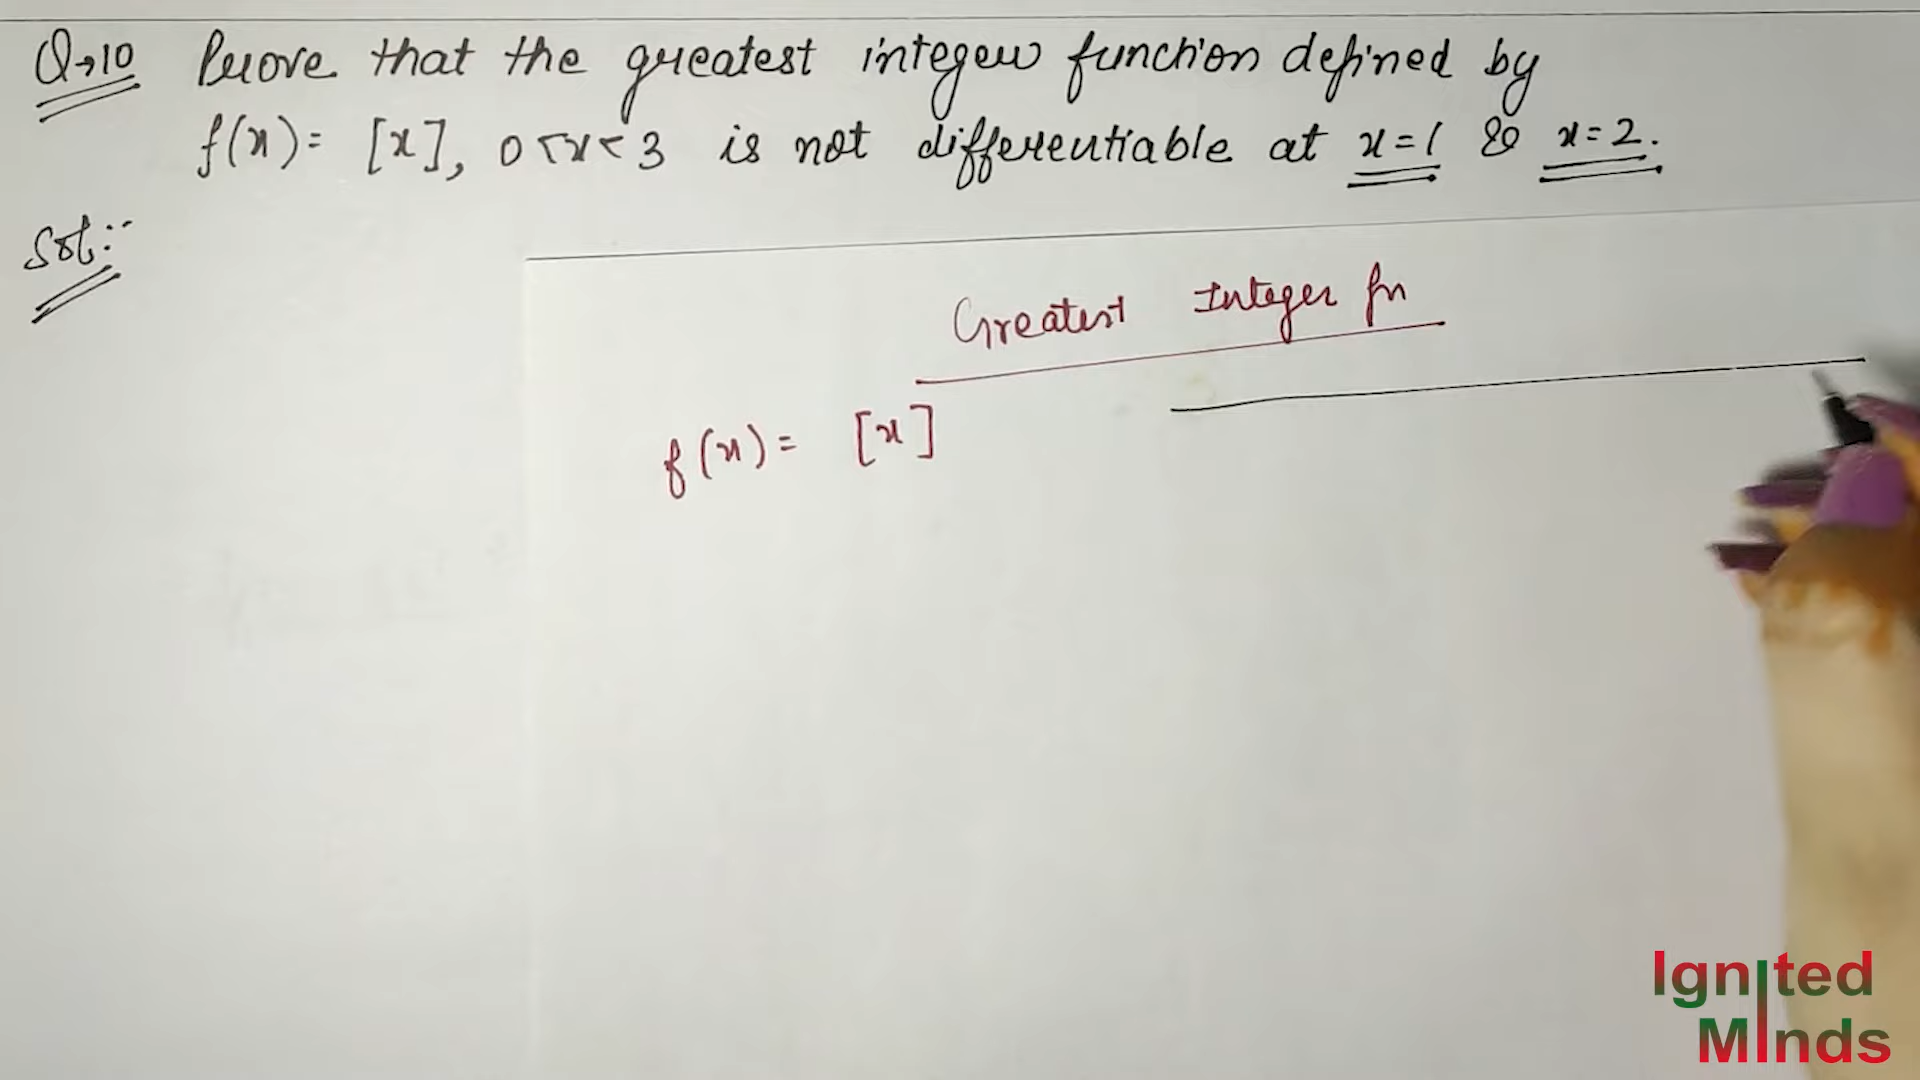 Q→10 Prove that the greatest integer function defined by
f(x) = [x], 0<x<3 is not differentiable at x=1 & x=2.
Sol:-
Greatest Integer fn
f(x) = [x]
Ignited
Minds